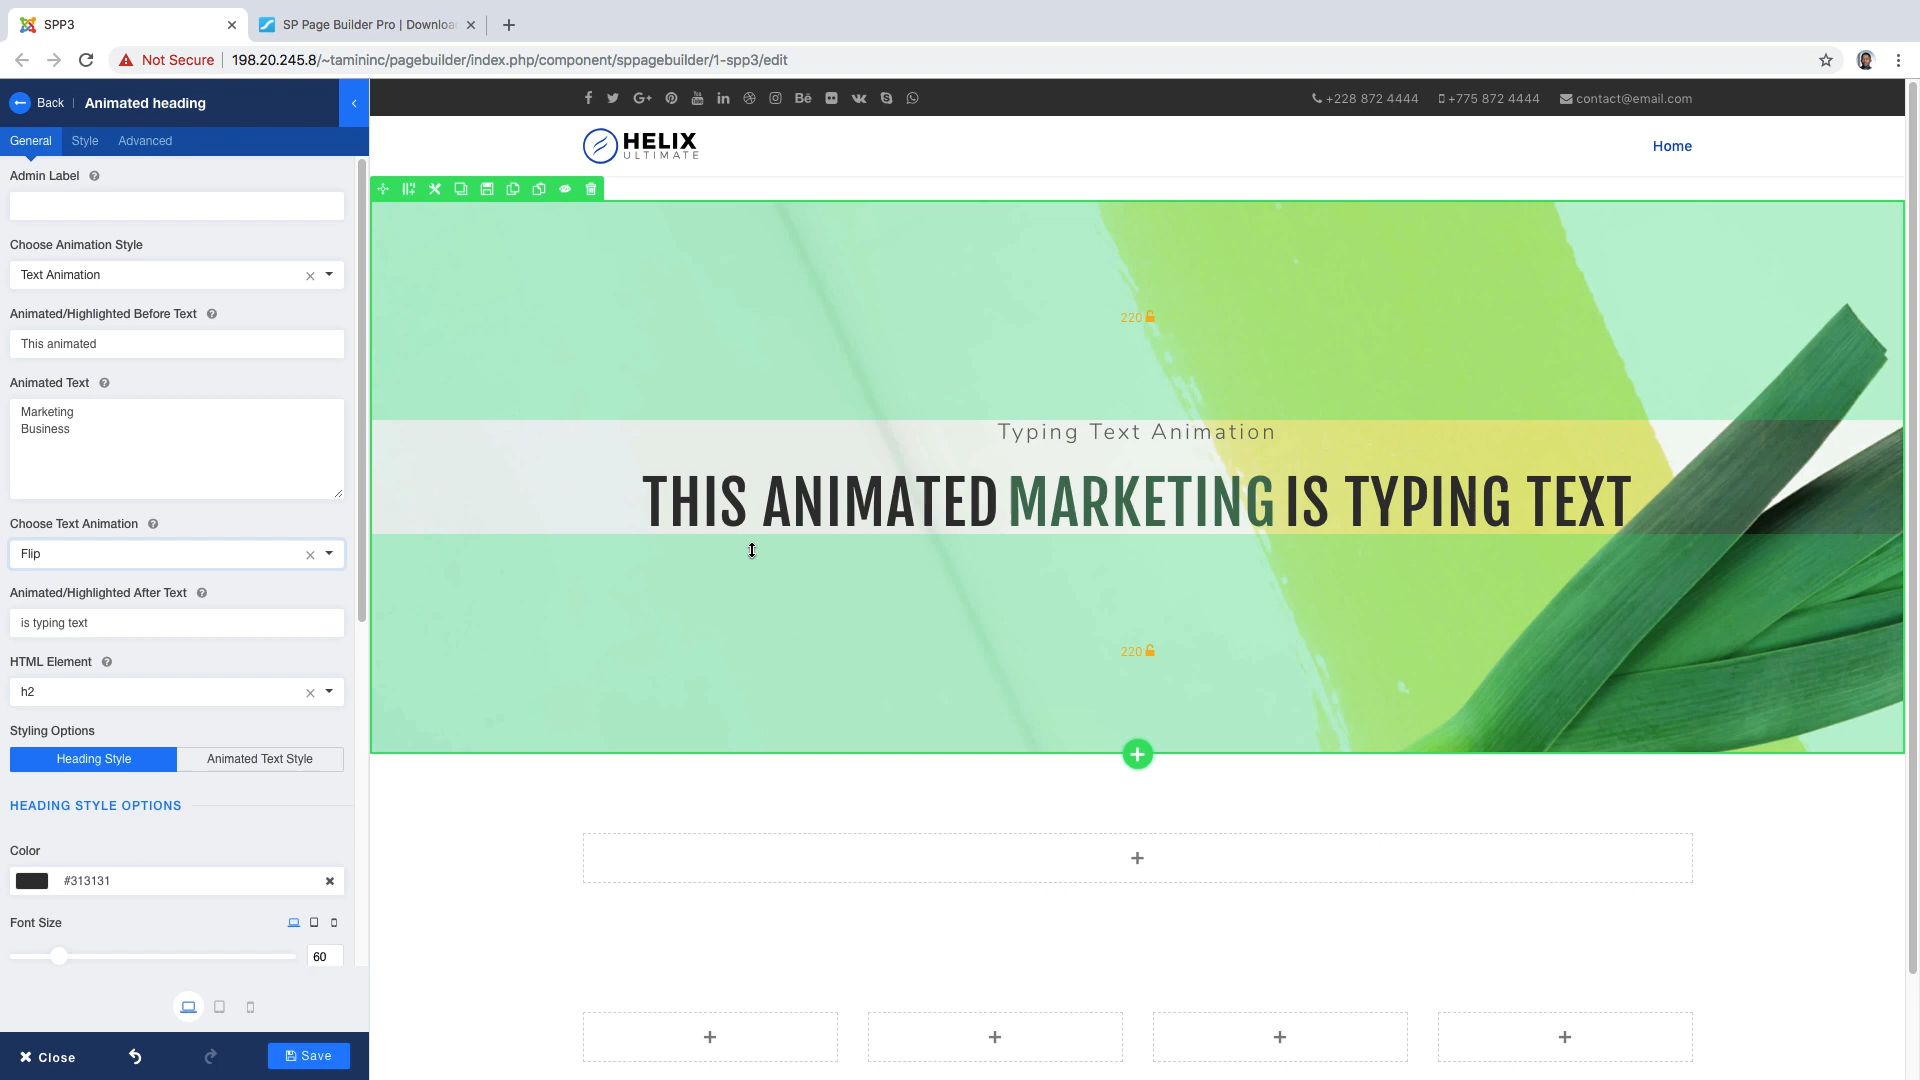 SPP3
SP Page Builder Pro | Downloa
Not Secure
198.20.245.8/~tamininc/pagebuilder/index.php/component/sppagebuilder/1-spp3/edit
Back | Animated heading
General Style Advanced
Admin Label
Choose Animation Style
Text Animation
Animated/Highlighted Before Text
This animated
Animated Text
Marketing
Business
Choose Text Animation
Flip
Animated/Highlighted After Text
is typing text
HTML Element
h2
Styling Options
Heading Style Animated Text Style
HEADING STYLE OPTIONS
Color
#313131
Font Size
60
Close Save
+228 872 4444 +775 872 4444 contact@email.com
HELIX
ULTIMATE
Home
220
Typing Text Animation
THIS ANIMATED MARKETING IS TYPING TEXT
220